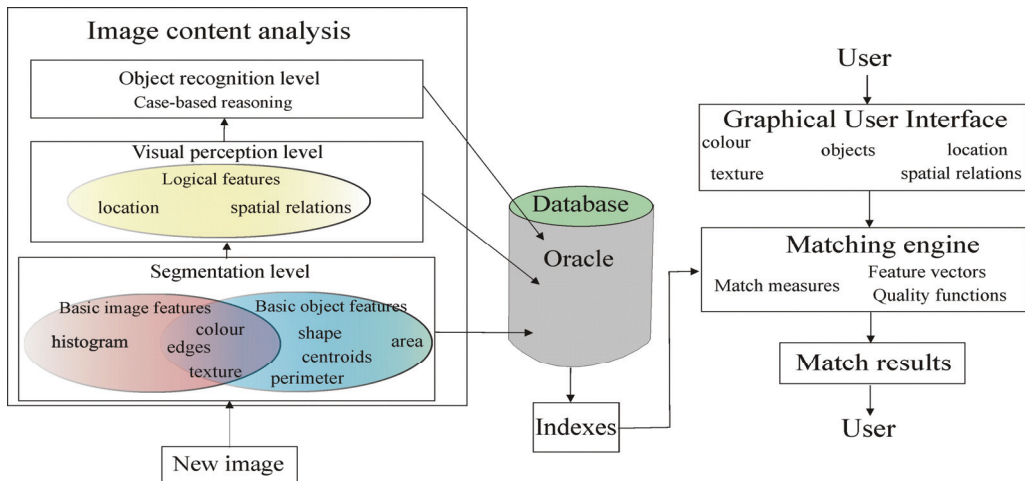 Image content analysis
Object recognition level
Case-based reasoning
Visual perception level
Logical features
location spatial relations
Segmentation level
Basic image features Basic object features
histogram
colour
edges
texture
shape
centroids
perimeter
area
New image
Database
Oracle
Indexes
User
Graphical User Interface
colour objects location
texture spatial relations
Matching engine
Match measures
Feature vectors
Quality functions
Match results
User